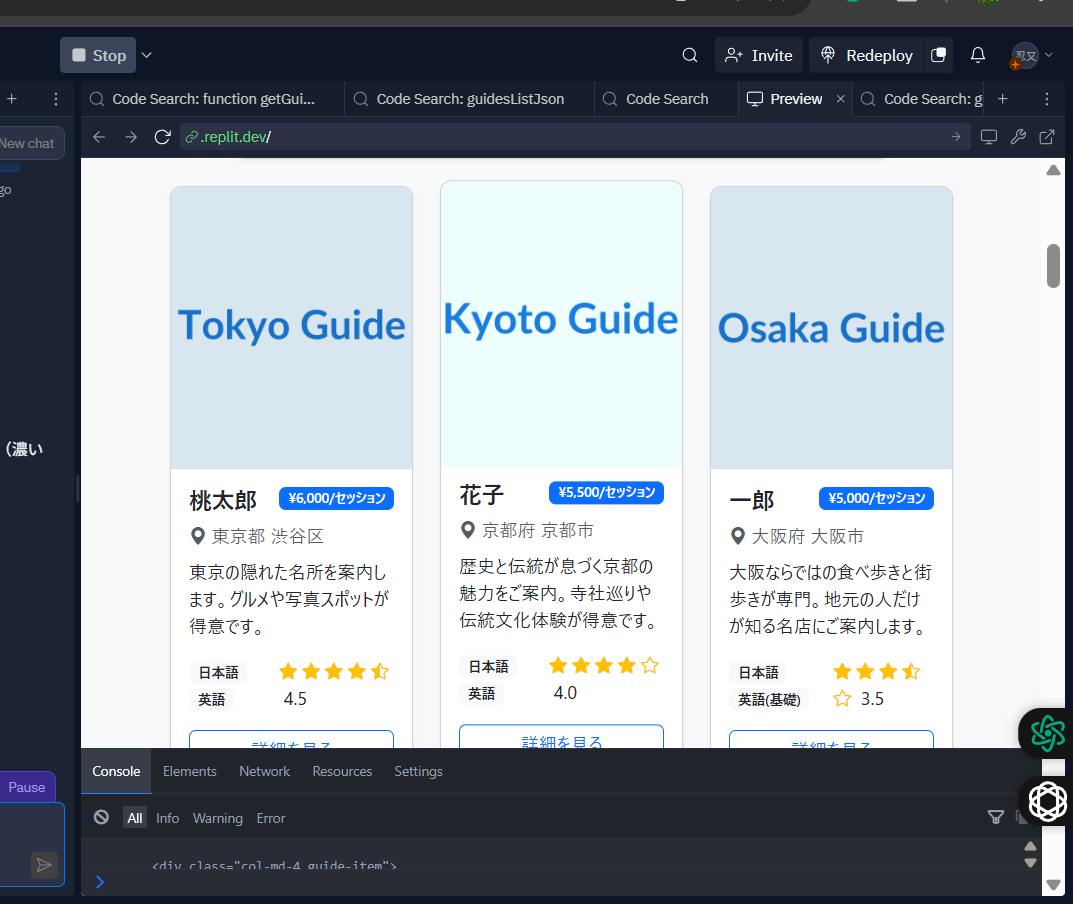 Stop
Invite
Redeploy
Code Search: function getGui...
Code Search: guidesListJson
Code Search
Preview
Code Search: g
New chat
.replit.dev/
go
(濃い
Pause
Tokyo Guide
桃太郎
¥6,000/セッション
東京都 渋谷区
東京の隠れた名所を案内し
ます。グルメや写真スポットが
得意です。
日本語
英語
4.5
詳細を見る
Kyoto Guide
花子
¥5,500/セッション
京都府 京都市
歴史と伝統が息づく京都の
魅力をご案内。寺社巡りや
伝統文化体験が得意です。
日本語
英語
4.0
詳細を見る
Osaka Guide
一郎
¥5,000/セッション
大阪府 大阪市
大阪ならではの食べ歩きと街
歩きが専門。地元の人だけ
が知る名店にご案内します。
日本語
英語(基礎)
3.5
詳細を見る
Console
Elements
Network
Resources
Settings
All
Info
Warning
Error
<div class="col-md-4 guide-item">